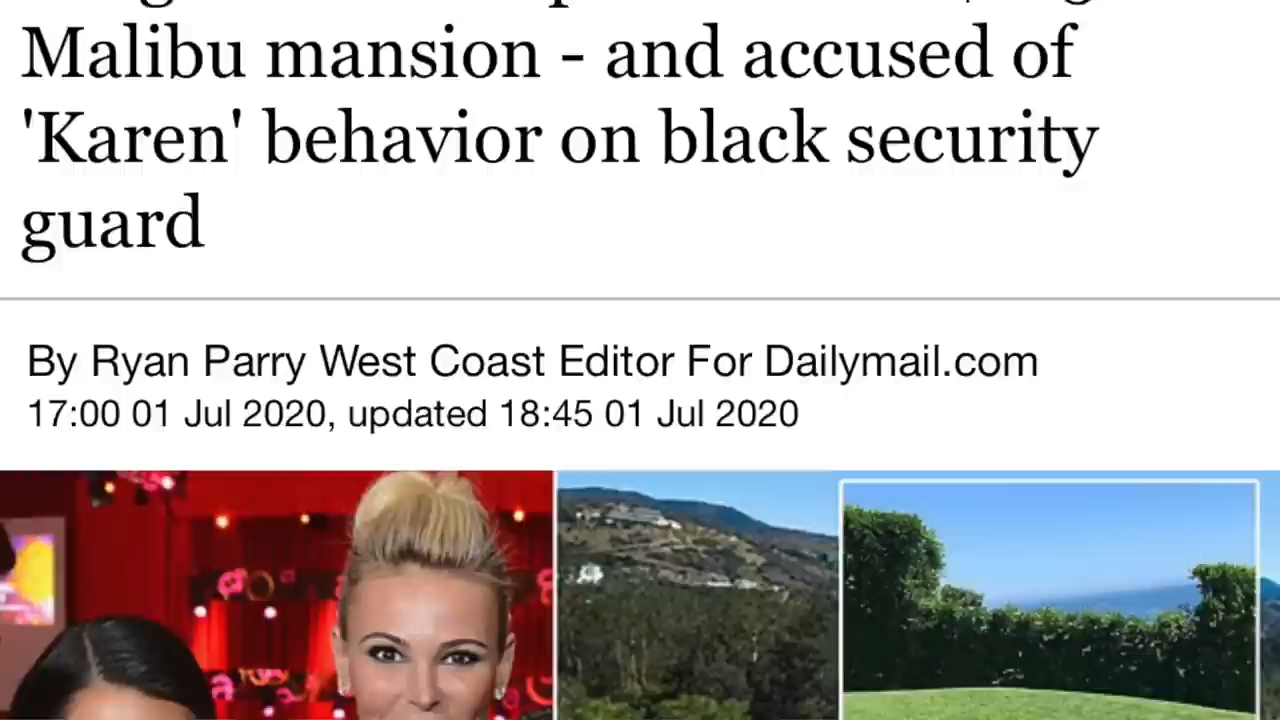 Malibu mansion - and accused of
'Karen' behavior on black security
guard
By Ryan Parry West Coast Editor For Dailymail.com
17:00 01 Jul 2020, updated 18:45 01 Jul 2020